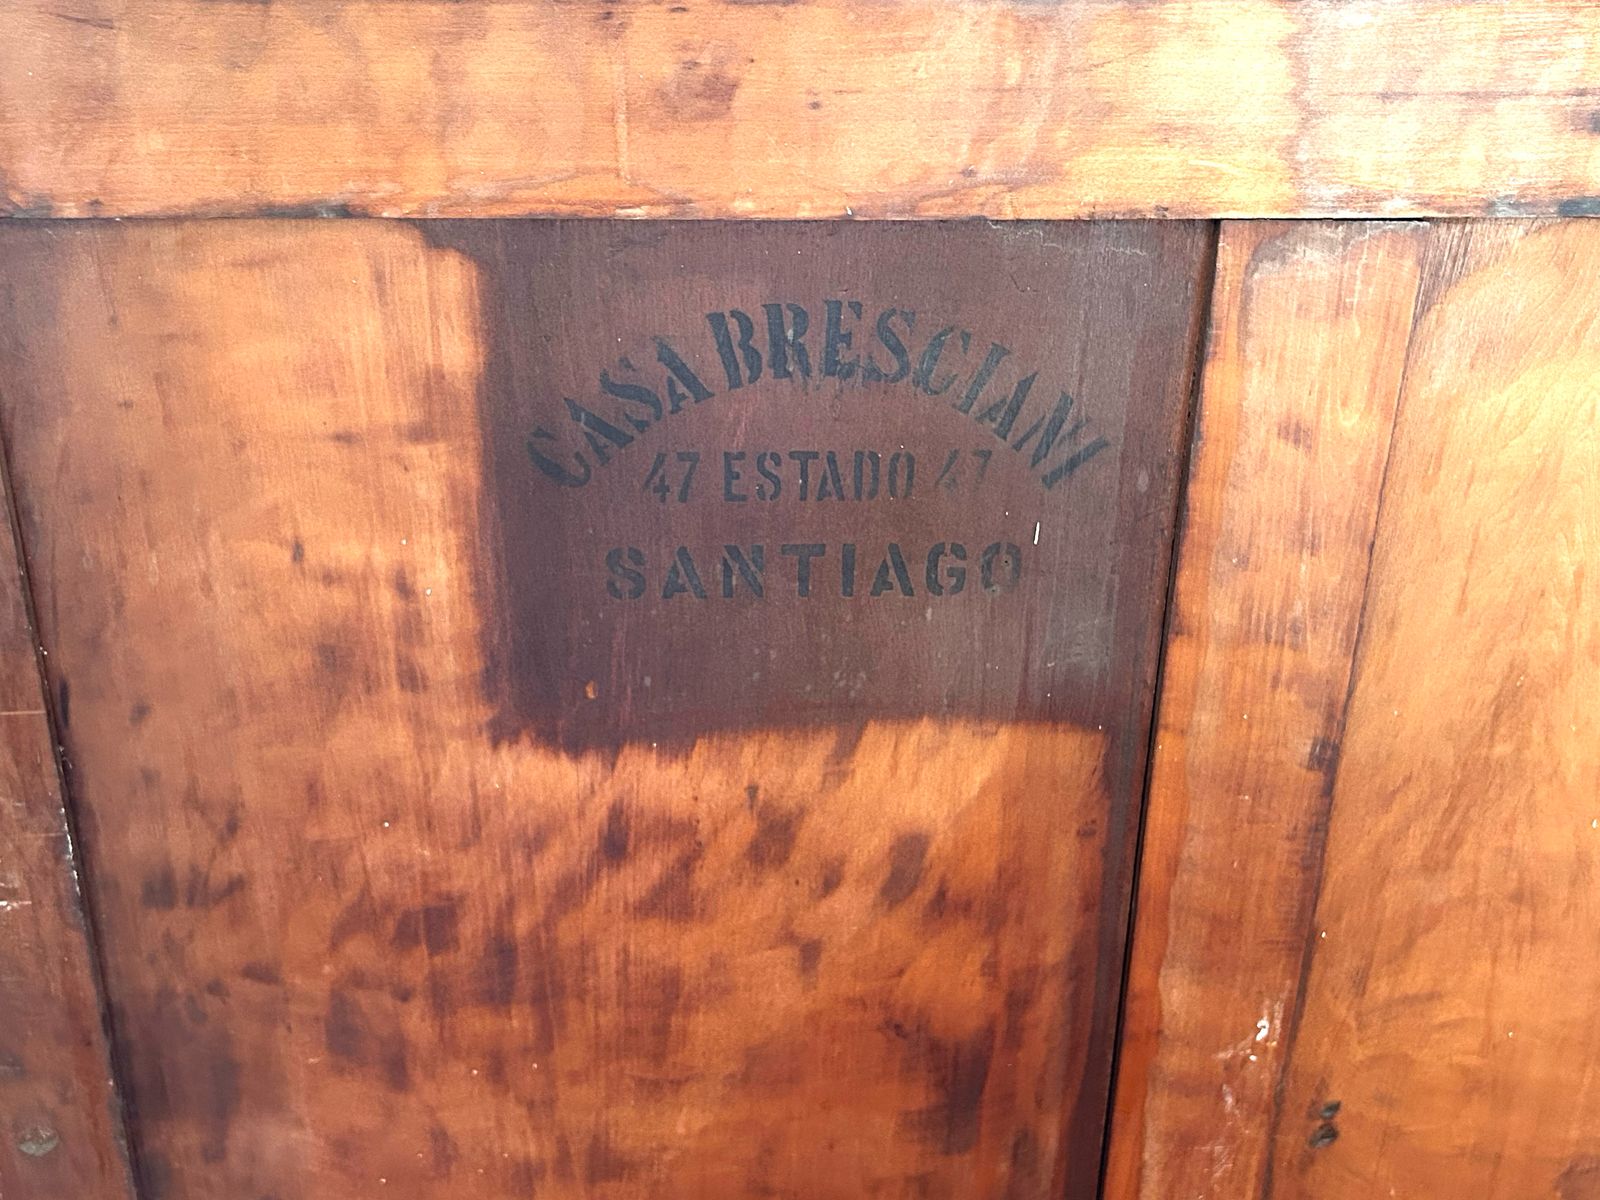 CASA BRESCIANI
47 ESTADO 47
SANTIAGO